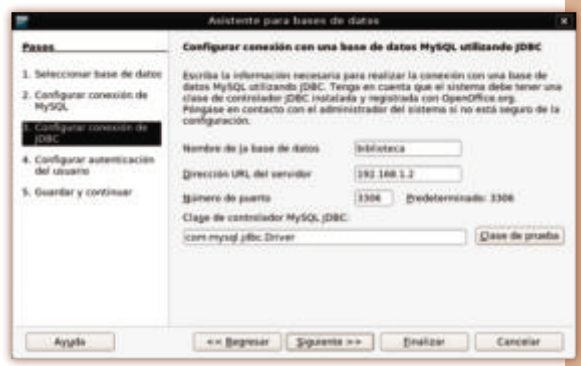 Asistente para bases de datos
Pasos
1. Seleccionar base de datos
2. Configurar conexión de
MySQL
3. Configurar conexión de
JDBC
4. Configurar autenticación
del usuario
5. Guardar y continuar
Configurar conexión con una base de datos MySQL utilizando JDBC
Escriba la información necesaria para realizar la conexión con una base de
datos MySQL utilizando JDBC. Tenga en cuenta que el sistema debe tener una
clase de controlador JDBC instalada y registrada con OpenOffice.org.
Póngase en contacto con el administrador del sistema si no está seguro de la
configuración.
Nombre de la base de datos
biblioteca
Dirección URL del servidor
192.168.1.2
Número de puerto
3306
Predeterminado: 3306
Clase de controlador MySQL JDBC:
com.mysql.jdbc.Driver
Clase de prueba
Ayuda
<< Regresar
Siguiente >>
Finalizar
Cancelar